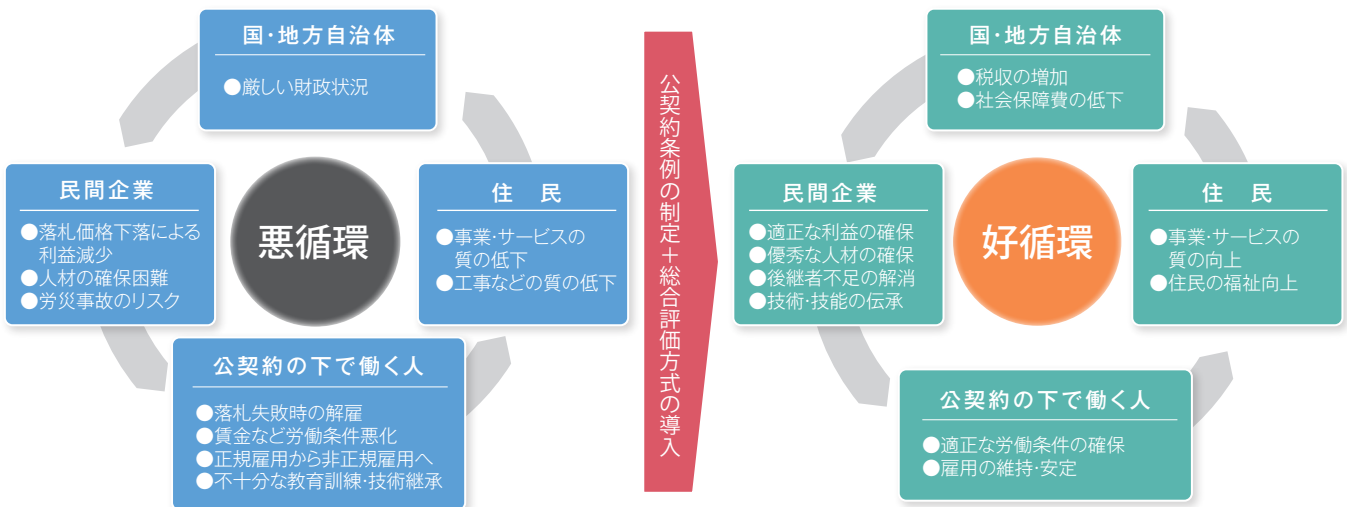 国・地方自治体
●厳しい財政状況
民間企業
●落札価格下落による
利益減少
●人材の確保困難
●労災事故のリスク
悪循環
住 民
●事業・サービスの
質の低下
●工事などの質の低下
公契約の下で働く人
●落札失敗時の解雇
●賃金など労働条件悪化
●正規雇用から非正規雇用へ
●不十分な教育訓練・技術継承
公契約条例の制定+総合評価方式の導入
国・地方自治体
●税収の増加
●社会保障費の低下
民間企業
●適正な利益の確保
●優秀な人材の確保
●後継者不足の解消
●技術・技能の伝承
好循環
住 民
●事業・サービスの
質の向上
●住民の福祉向上
公契約の下で働く人
●適正な労働条件の確保
●雇用の維持・安定